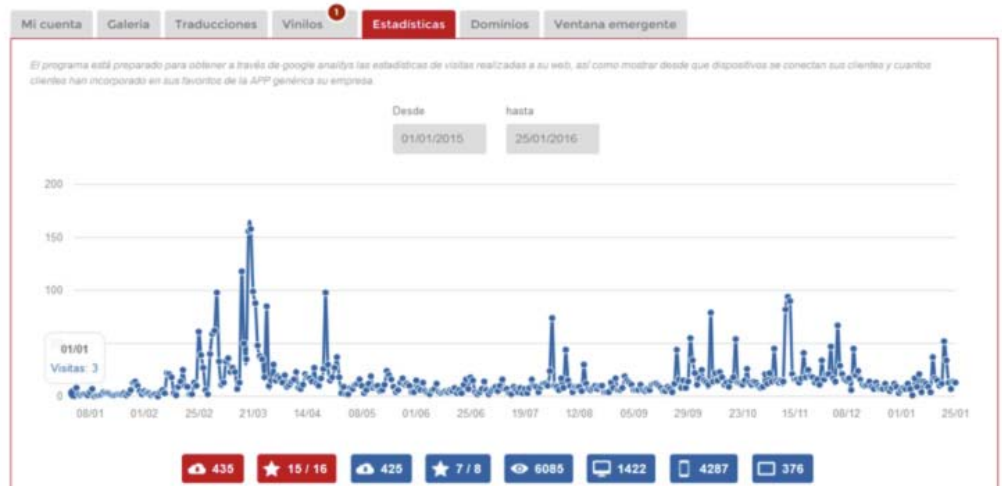 Mi cuenta Galeria Traducciones Vinilos 1 Estadísticas Dominios Ventana emergente
El programa está preparado para obtener a través de google analitys las estadísticas de visitas realizadas a su web, así como mostrar desde que dispositivos se conectan sus clientes y cuantos
clientes han incorporado en sus favoritos de la APP genérica su empresa.
Desde hasta
01/01/2015 25/01/2016
200
150
100
01/01
Visitas: 3
0
08/01 01/02 25/02 21/03 14/04 08/05 01/06 25/06 19/07 12/08 05/09 29/09 23/10 15/11 08/12 01/01 25/01
435 15 / 16 425 7 / 8 6085 1422 4287 376